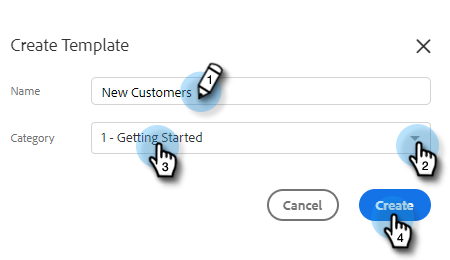 Create Template
Name
New Customers
1
Category
1 - Getting Started
3
2
Cancel
Create
4